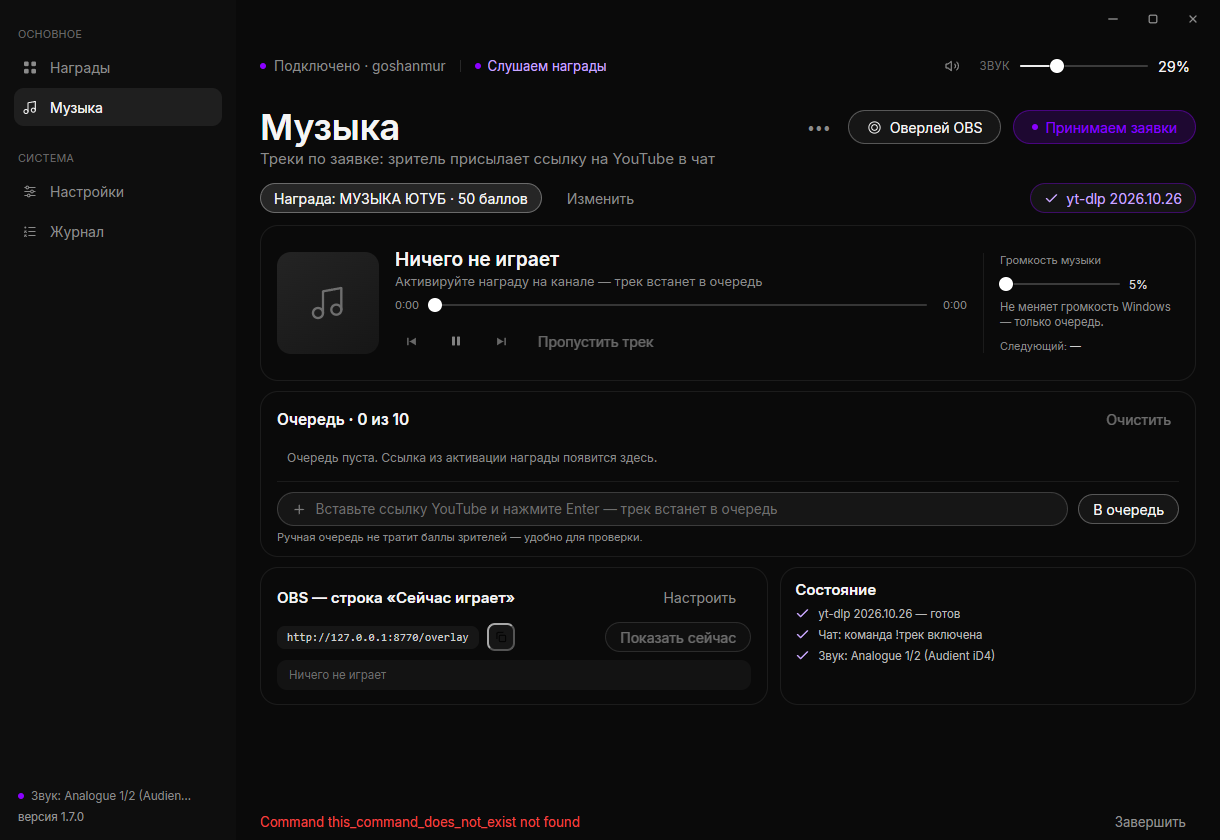 ОСНОВНОЕ
Награды
Музыка
СИСТЕМА
Настройки
Журнал
Звук: Analogue 1/2 (Audien...
версия 1.7.0
Подключено · goshanmur
Слушаем награды
ЗВУК
29%
Музыка
Треки по заявке: зритель присылает ссылку на YouTube в чат
Оверлей OBS
Принимаем заявки
Награда: МУЗЫКА ЮТУБ · 50 баллов
Изменить
yt-dlp 2026.10.26
Ничего не играет
Активируйте награду на канале — трек встанет в очередь
0:00
0:00
Пропустить трек
Громкость музыки
5%
Не меняет громкость Windows
— только очередь.
Следующий: —
Очередь · 0 из 10
Очистить
Очередь пуста. Ссылка из активации награды появится здесь.
Вставьте ссылку YouTube и нажмите Enter — трек встанет в очередь
В очередь
Ручная очередь не тратит баллы зрителей — удобно для проверки.
OBS — строка «Сейчас играет»
Настроить
http://127.0.0.1:8770/overlay
Показать сейчас
Ничего не играет
Состояние
yt-dlp 2026.10.26 — готов
Чат: команда !трек включена
Звук: Analogue 1/2 (Audient iD4)
Command this_command_does_not_exist not found
Завершить